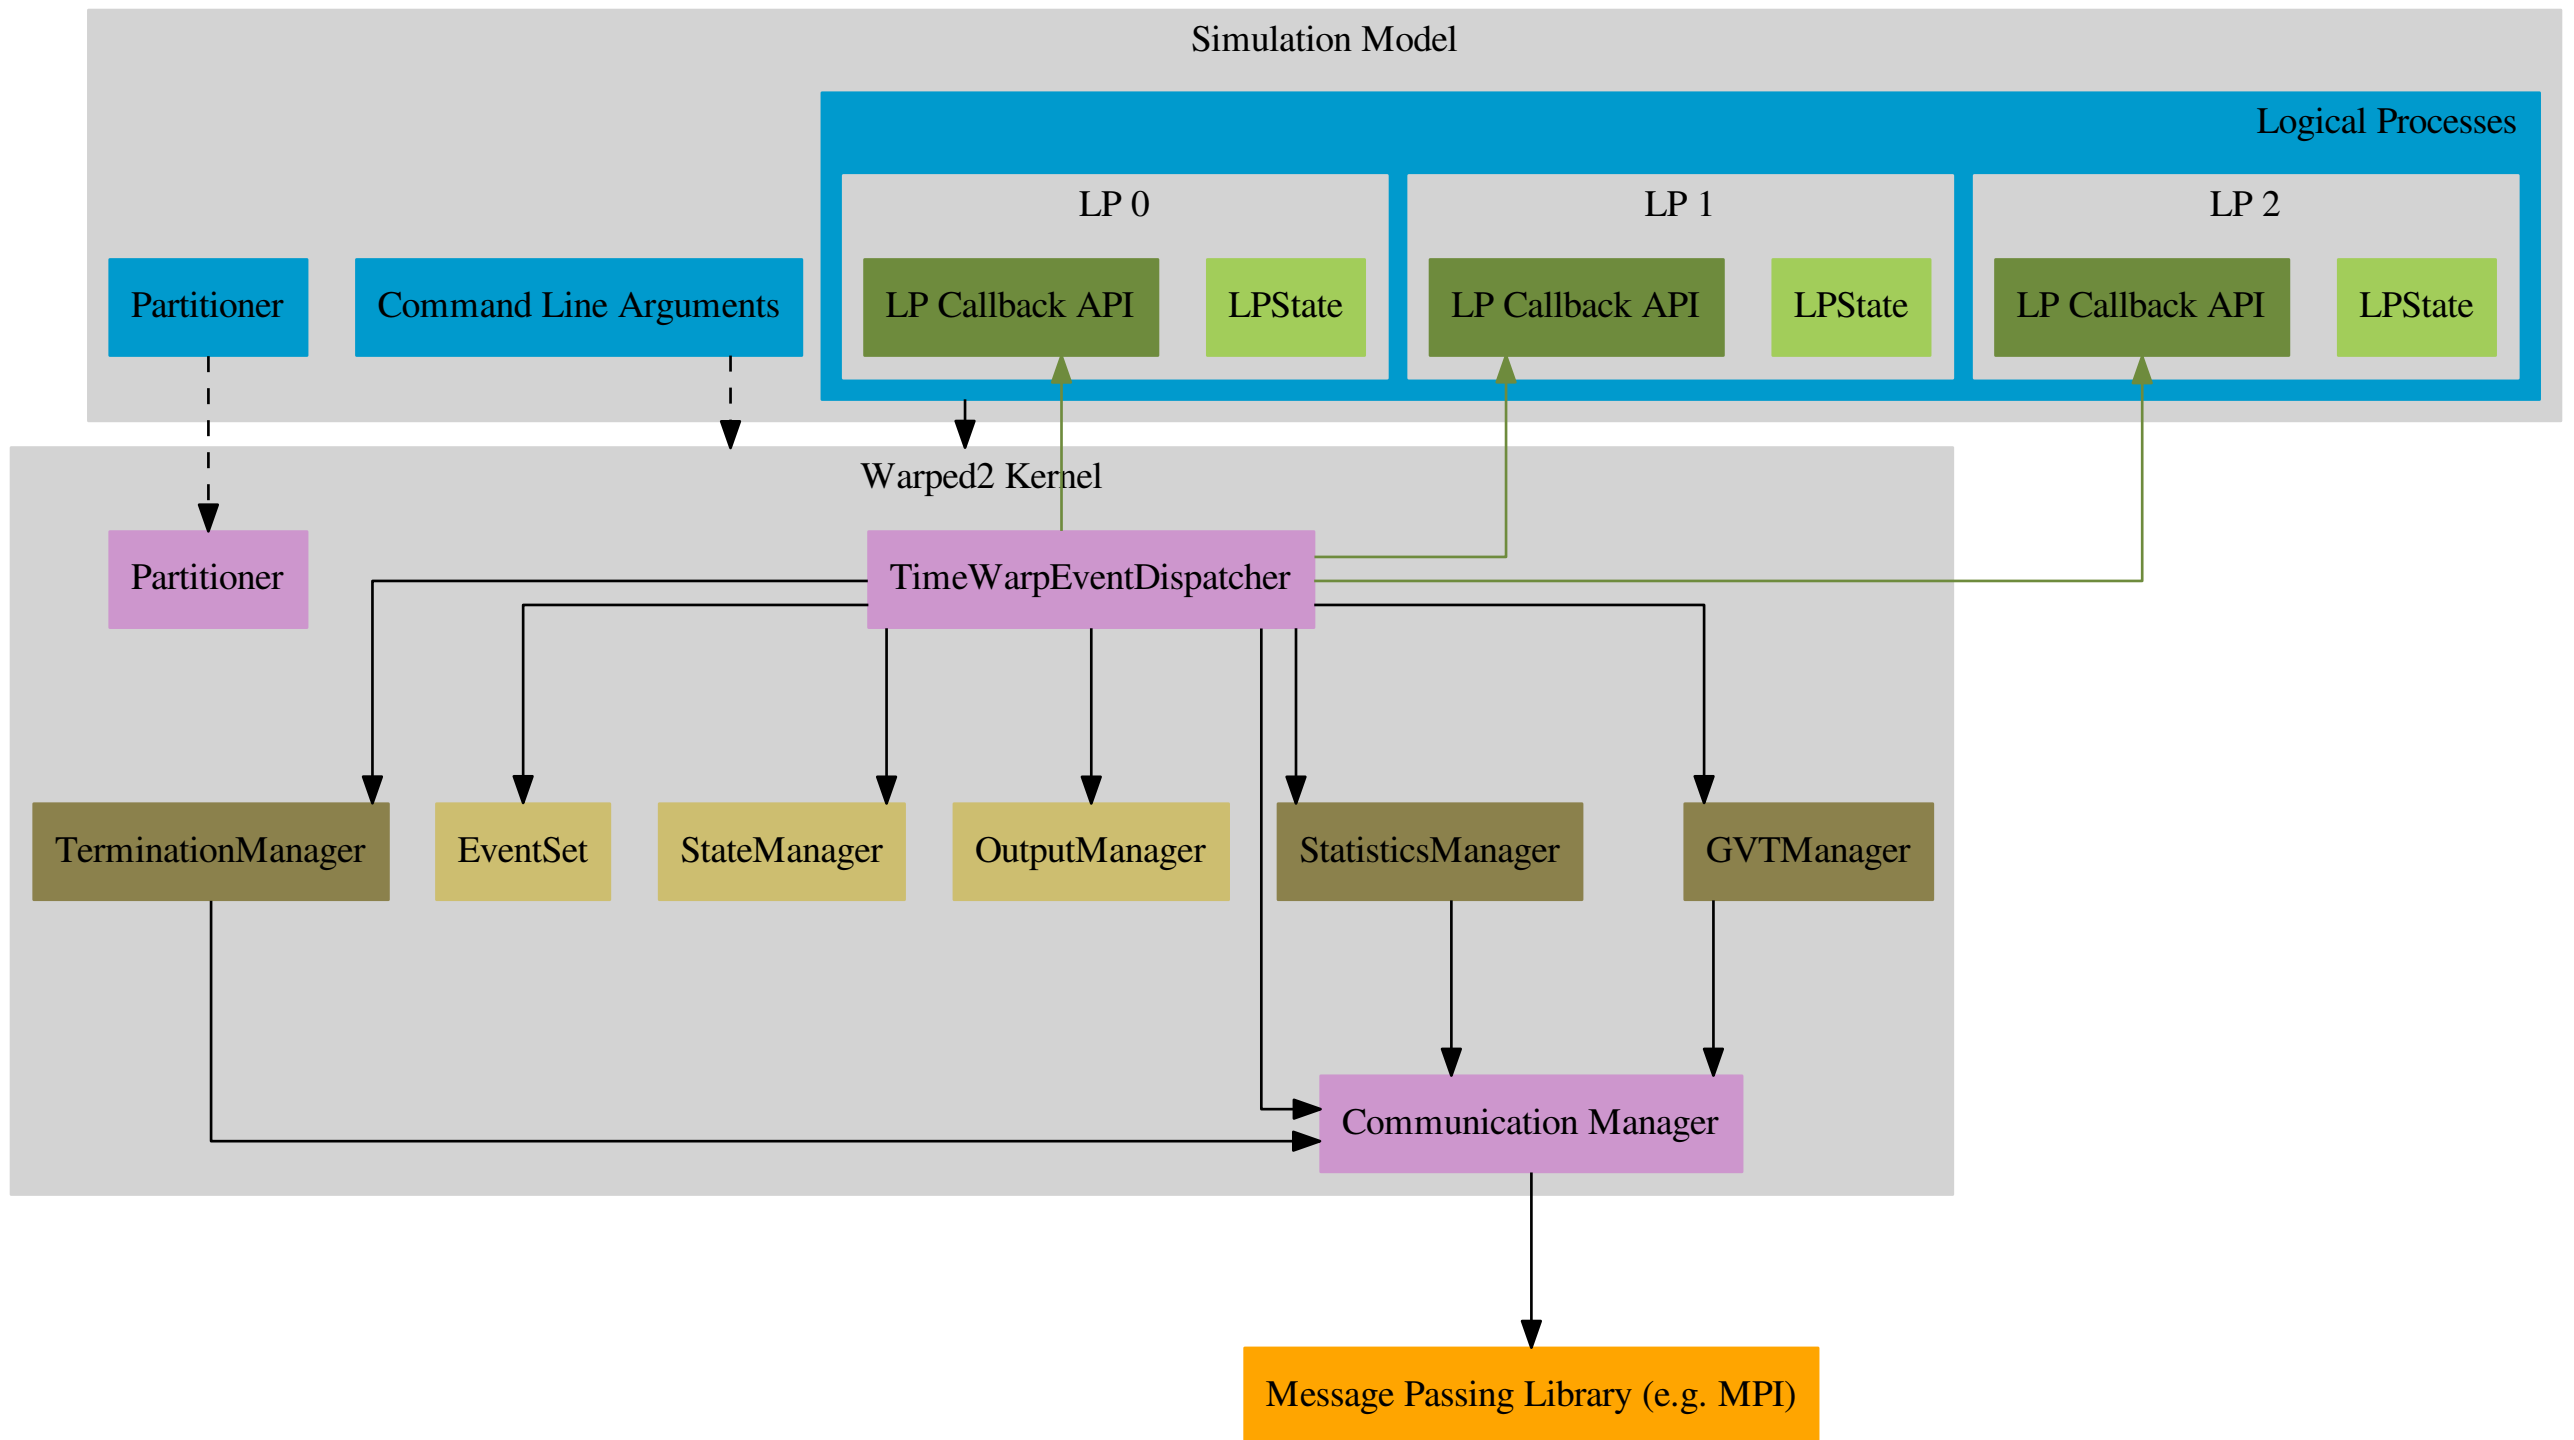 Simulation Model
Logical Processes
LP 0
LP 1
LP 2
Partitioner
Command Line Arguments
LP Callback API
LPState
LP Callback API
LPState
LP Callback API
LPState
Warped2 Kernel
Partitioner
TimeWarpEventDispatcher
TerminationManager
EventSet
StateManager
OutputManager
StatisticsManager
GVTManager
Communication Manager
Message Passing Library (e.g. MPI)